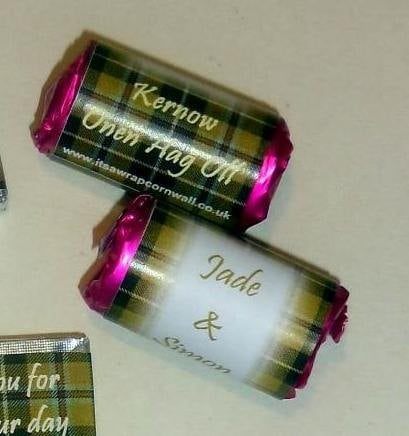 Kernow
Onen Hag Oll
www.itsawrapcornwall.co.uk
Jade
&
Simon
ou for
ur day